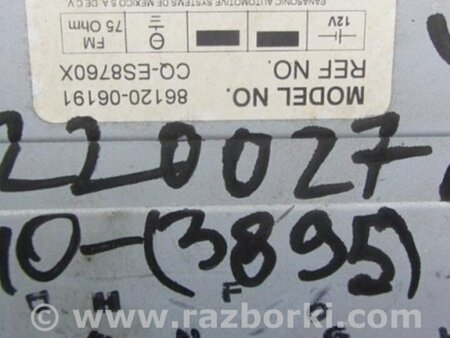 PANASONIC AUTOMOTIVE SYSTEMS DE MEXICO S.A. DE C.V.
12V FM 75 Ohm
MODEL NO. 86120-06191
REF NO. CQ-ES8760X
220027
10-(3895)
A H F
N G
www.razborki.com